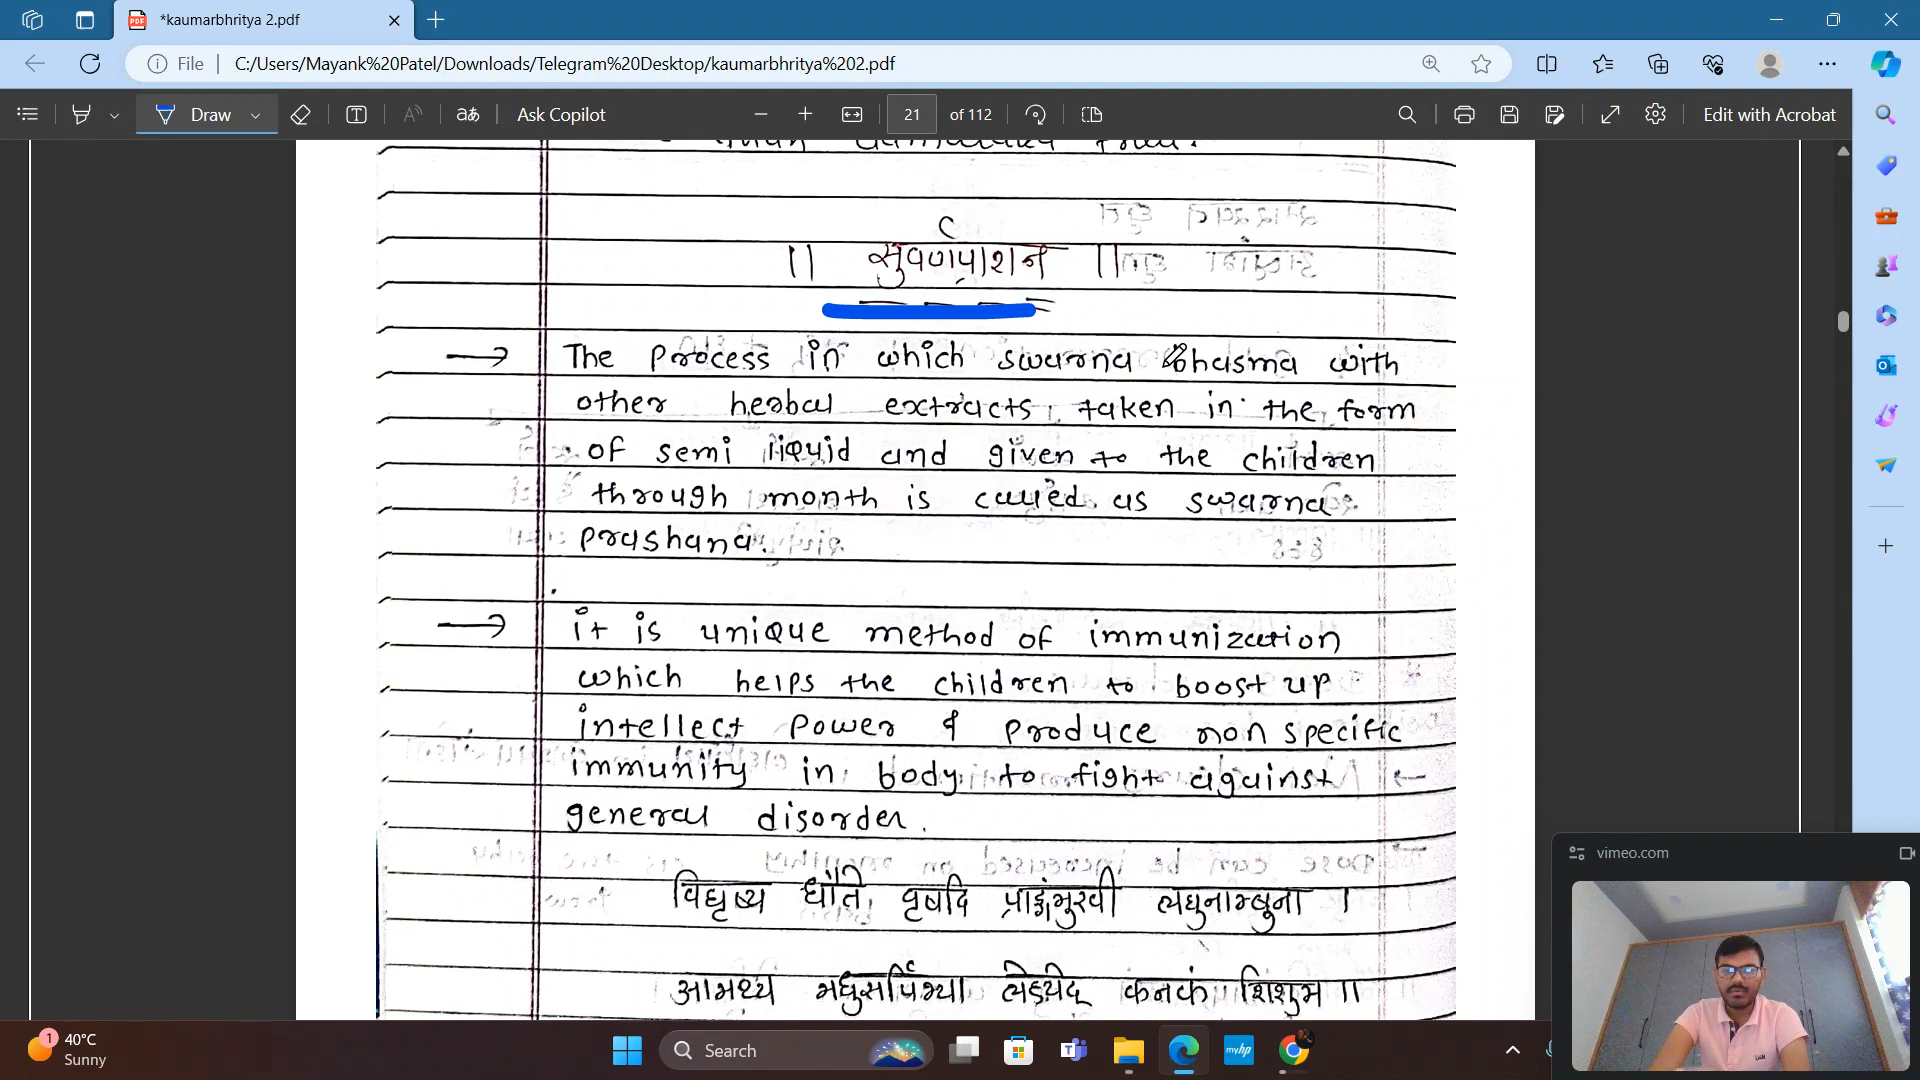 *kaumarbhritya 2.pdf
File C:/Users/Mayank%20Patel/Downloads/Telegram%20Desktop/kaumarbhritya%202.pdf
Draw Ask Copilot 21 of 112 Edit with Acrobat
|| सुवर्णप्राशन ||
→ The process in which swarna Bhasma with
other herbal extracts, taken in the form
of semi liquid and given to the children
through month is called as swarna
prashana.
→ it is unique method of immunization
which helps the children to boost up
intellect power & produce non specific
immunity in body to fight against
general disorder.
विघृष्य धौते वृषदि प्राङ्मुखी लघुनाम्बुना ।
आमथ्य मधुसर्पिभ्यां लेहयेद् कनकं शिशुम ॥
vimeo.com
1
40°C
Sunny
Search
myhp